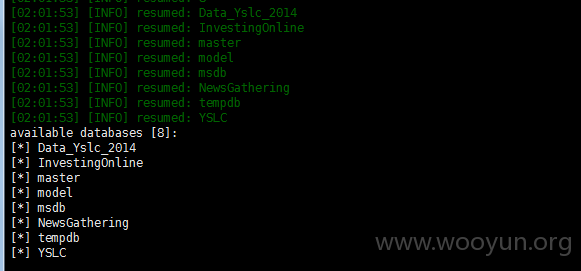 [02:01:53] [INFO] resumed: Data_Yslc_2014
[02:01:53] [INFO] resumed: InvestingOnline
[02:01:53] [INFO] resumed: master
[02:01:53] [INFO] resumed: model
[02:01:53] [INFO] resumed: msdb
[02:01:53] [INFO] resumed: NewsGathering
[02:01:53] [INFO] resumed: tempdb
[02:01:53] [INFO] resumed: YSLC
available databases [8]:
[*] Data_Yslc_2014
[*] InvestingOnline
[*] master
[*] model
[*] msdb
[*] NewsGathering
[*] tempdb
[*] YSLC
www.wooyun.org